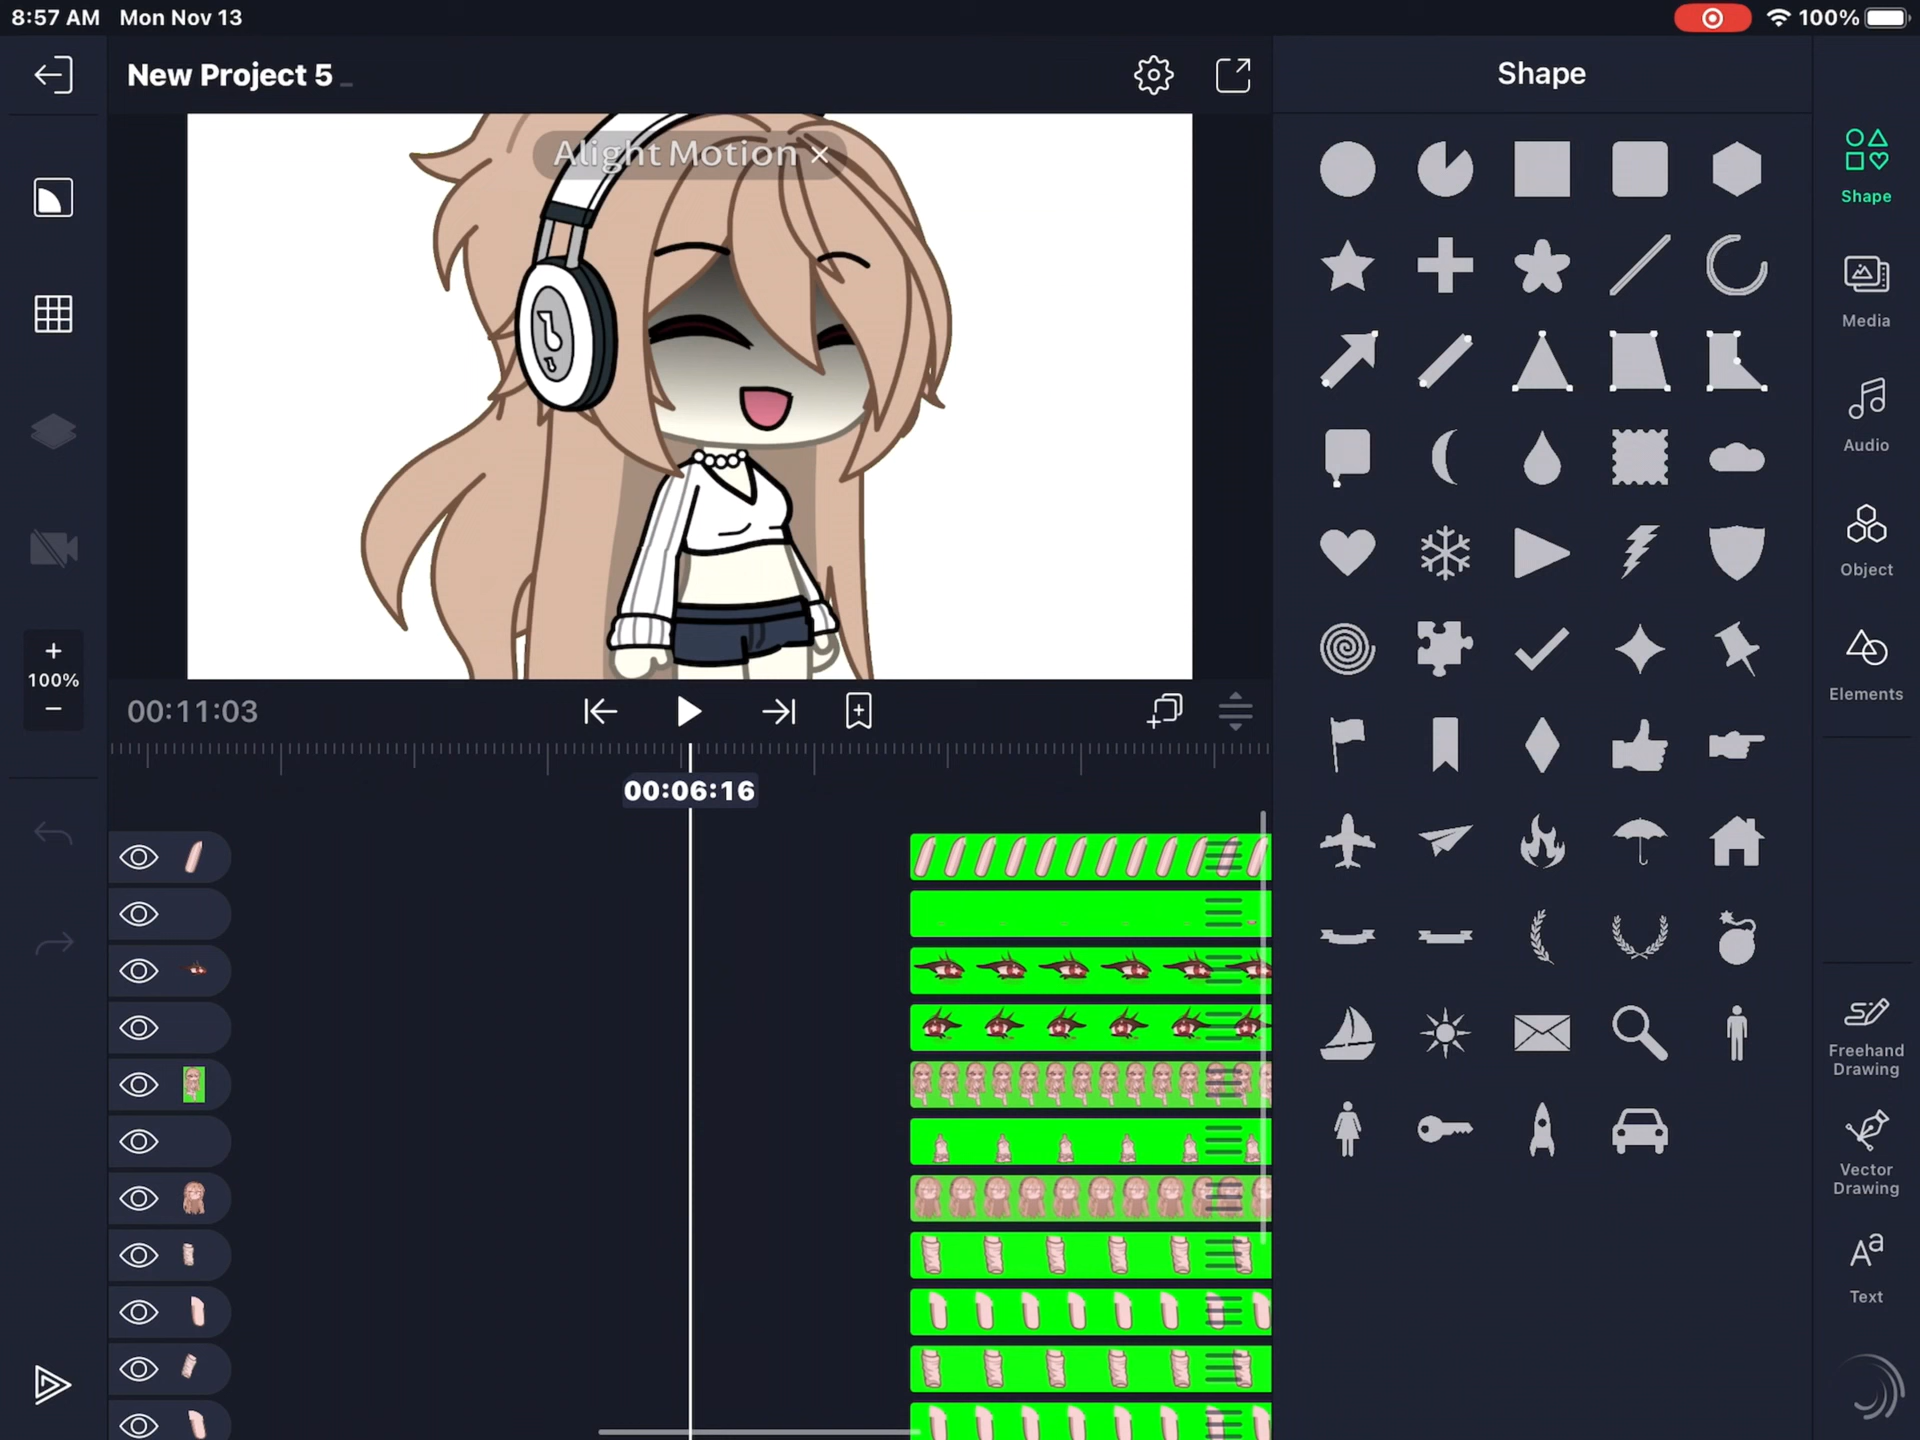 8:57 AM Mon Nov 13
100%
New Project 5
Shape
Alight Motion ×
Shape
Media
Audio
Object
Elements
+
100%
−
00:11:03
00:06:16
Freehand
Drawing
Vector
Drawing
Aa
Text